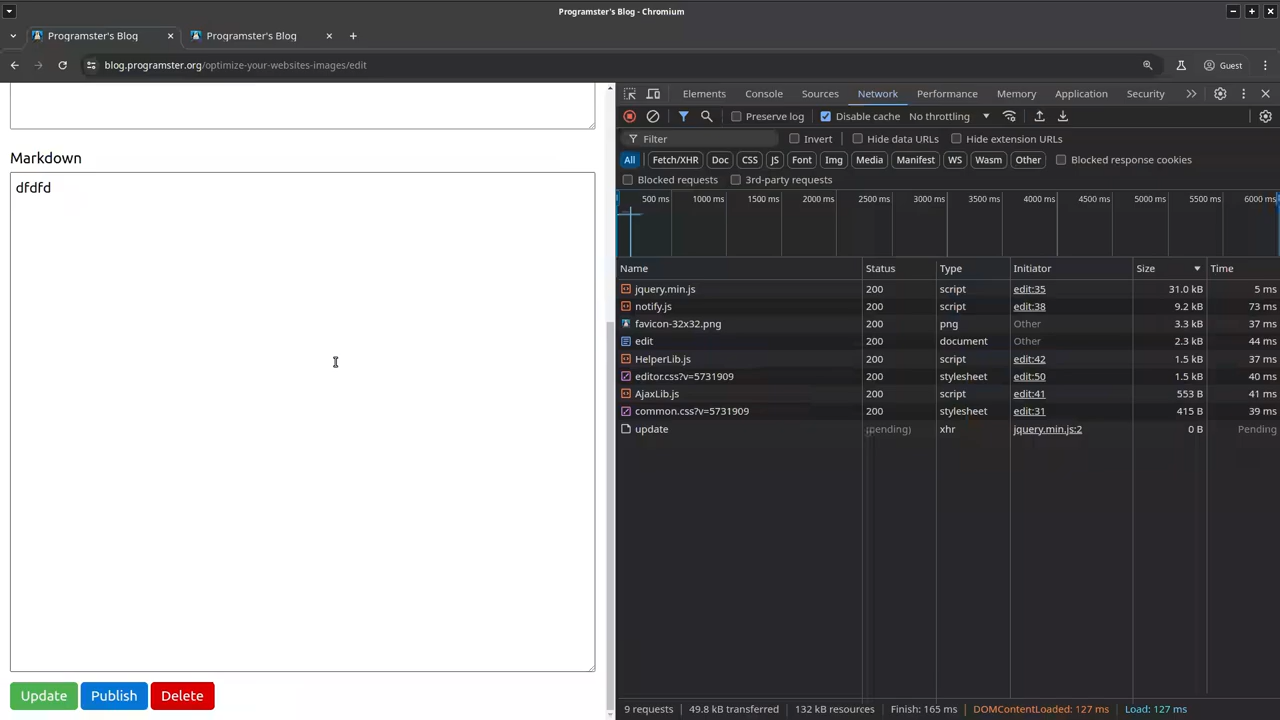 Programster's Blog - Chromium
Programster's Blog
Programster's Blog
blog.programster.org/optimize-your-websites-images/edit
Guest
Markdown
dfdfd
Update Publish Delete
Elements Console Sources Network Performance Memory Application Security
Preserve log Disable cache No throttling
Filter Invert Hide data URLs Hide extension URLs
All Fetch/XHR Doc CSS JS Font Img Media Manifest WS Wasm Other Blocked response cookies
Blocked requests 3rd-party requests
500 ms 1000 ms 1500 ms 2000 ms 2500 ms 3000 ms 3500 ms 4000 ms 4500 ms 5000 ms 5500 ms 6000 ms
Name Status Type Initiator Size Time
jquery.min.js 200 script edit:35 31.0 kB 5 ms
notify.js 200 script edit:38 9.2 kB 73 ms
favicon-32x32.png 200 png Other 3.3 kB 37 ms
edit 200 document Other 2.3 kB 44 ms
HelperLib.js 200 script edit:42 1.5 kB 37 ms
editor.css?v=5731909 200 stylesheet edit:50 1.5 kB 40 ms
AjaxLib.js 200 script edit:41 553 B 41 ms
common.css?v=5731909 200 stylesheet edit:31 415 B 39 ms
update (pending) xhr jquery.min.js:2 0 B Pending
9 requests 49.8 kB transferred 132 kB resources Finish: 165 ms DOMContentLoaded: 127 ms Load: 127 ms